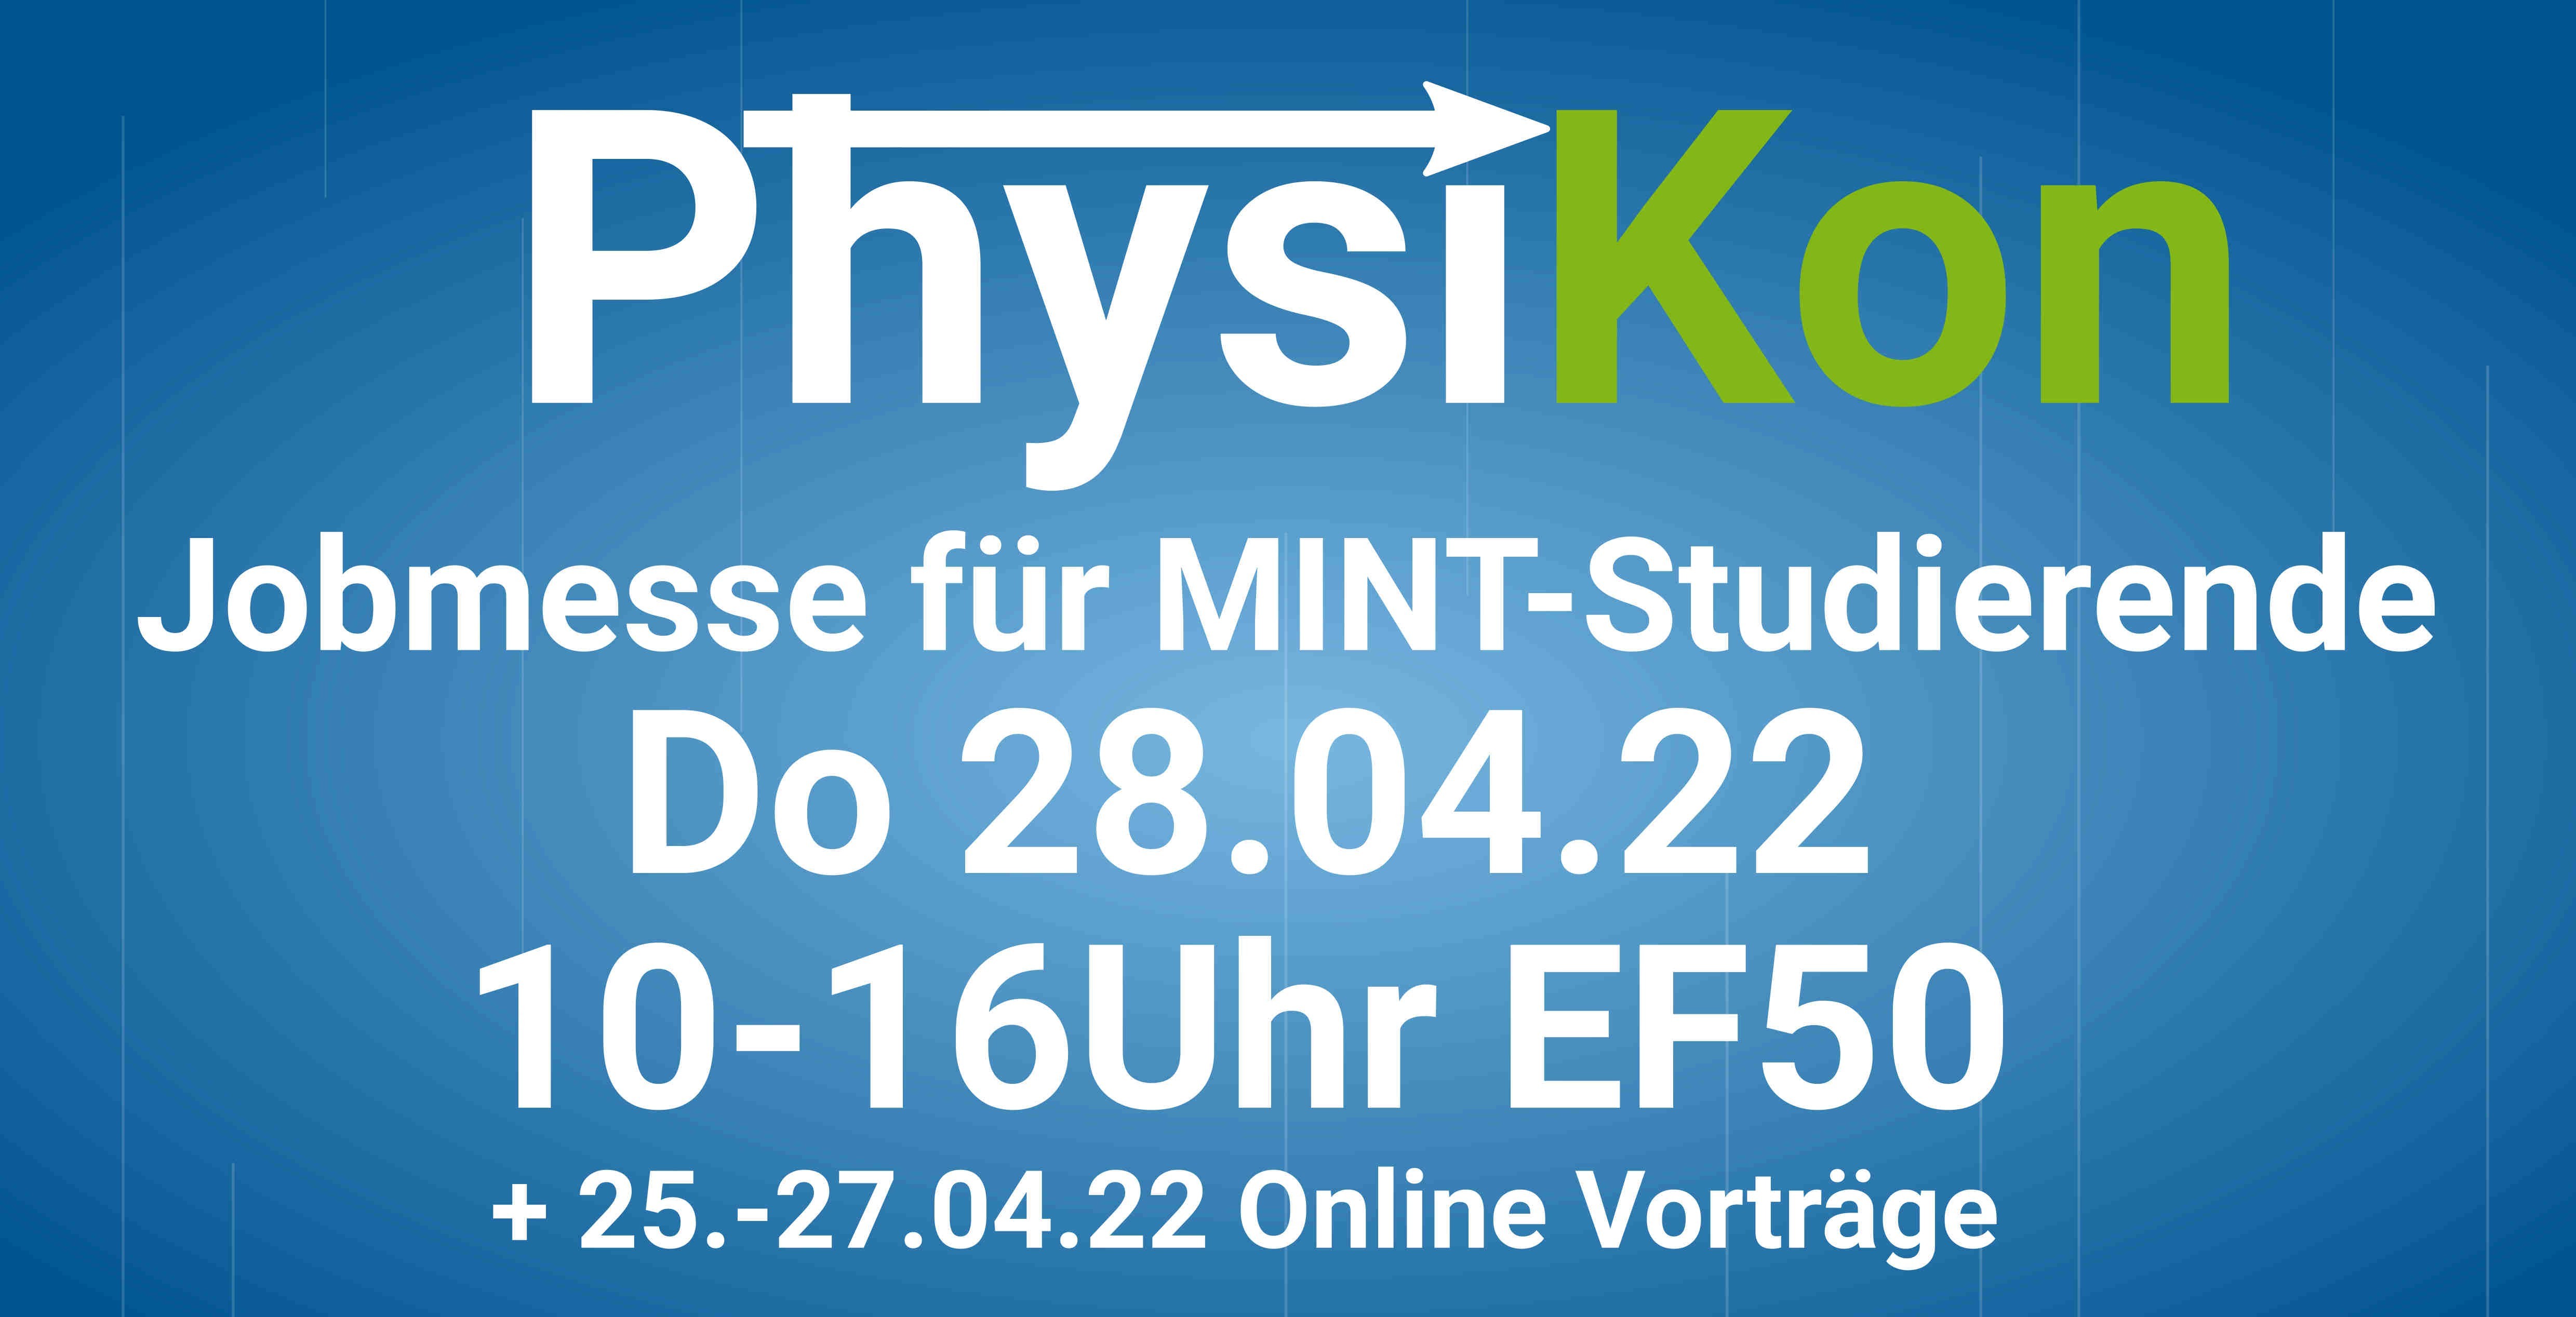 PhysiKon
Jobmesse für MINT-Studierende
Do 28.04.22
10-16Uhr EF50
+ 25.-27.04.22 Online Vorträge